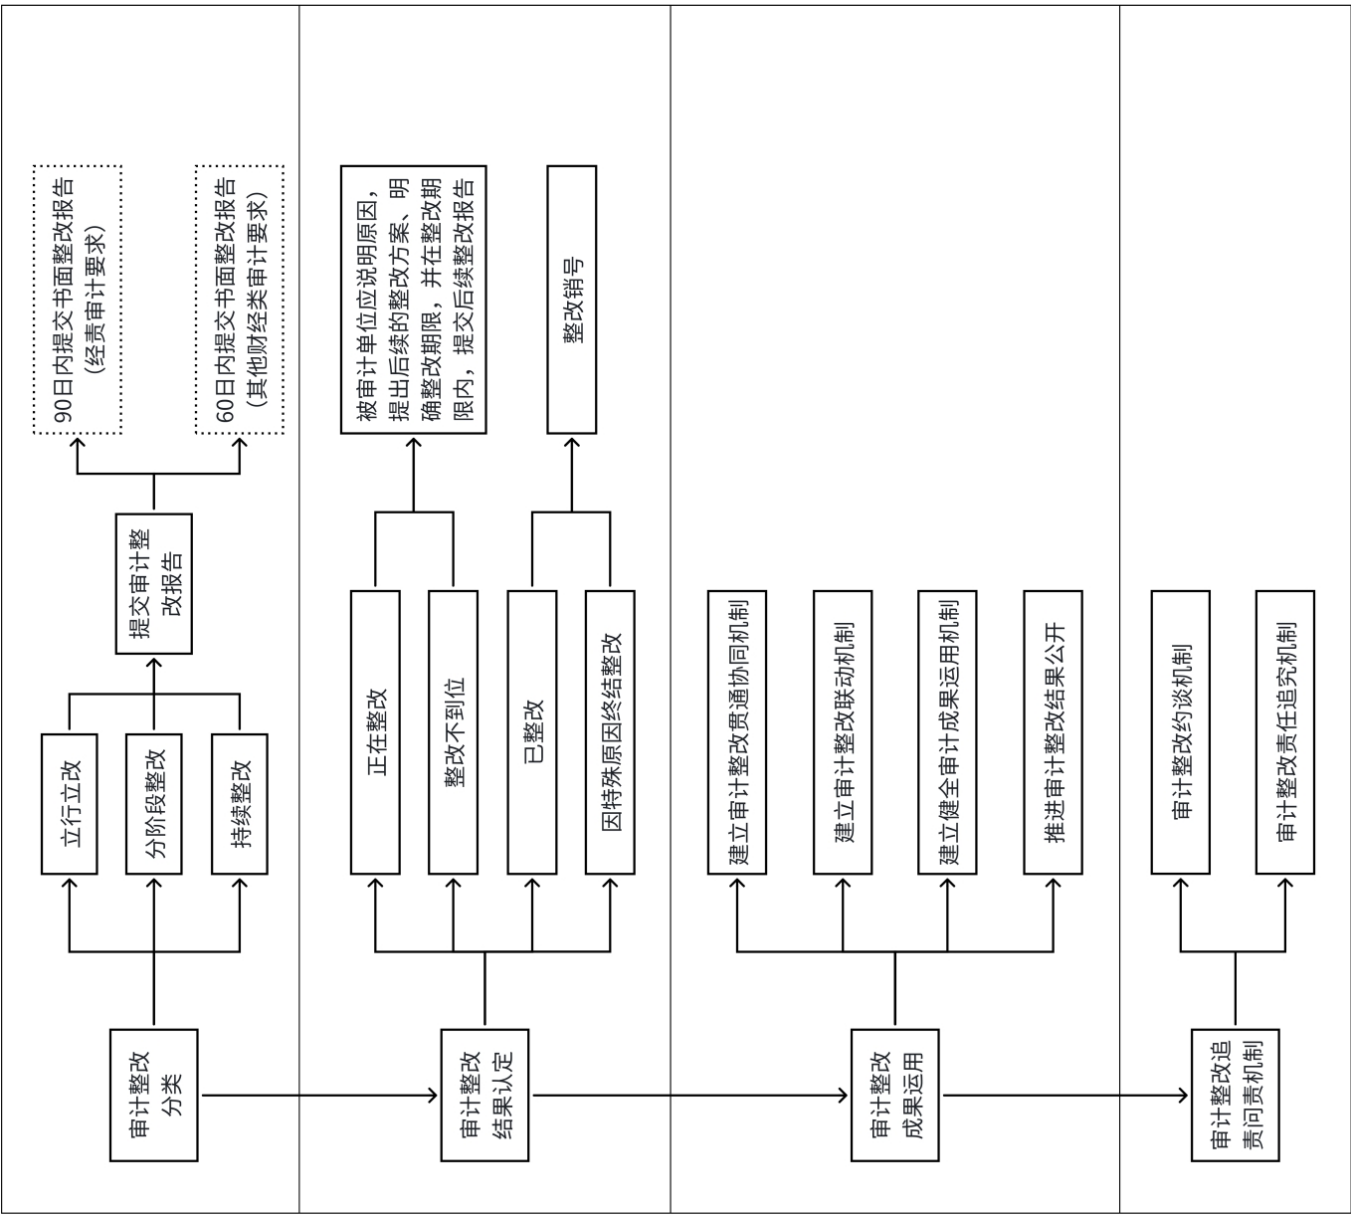 审计整改
分类
立行立改
分阶段整改
持续整改
提交审计整
改报告
90日内提交书面整改报告
（经责审计要求）
60日内提交书面整改报告
（其他财经类审计要求）
审计整改
结果认定
正在整改
整改不到位
已整改
因特殊原因终结整改
被审计单位应说明原因，
提出后续的整改方案、明
确整改期限，并在整改期
限内，提交后续整改报告
整改销号
审计整改
成果运用
建立审计整改贯通协同机制
建立审计整改联动机制
建立健全审计成果运用机制
推进审计整改结果公开
审计整改追
责问责机制
审计整改约谈机制
审计整改责任追究机制